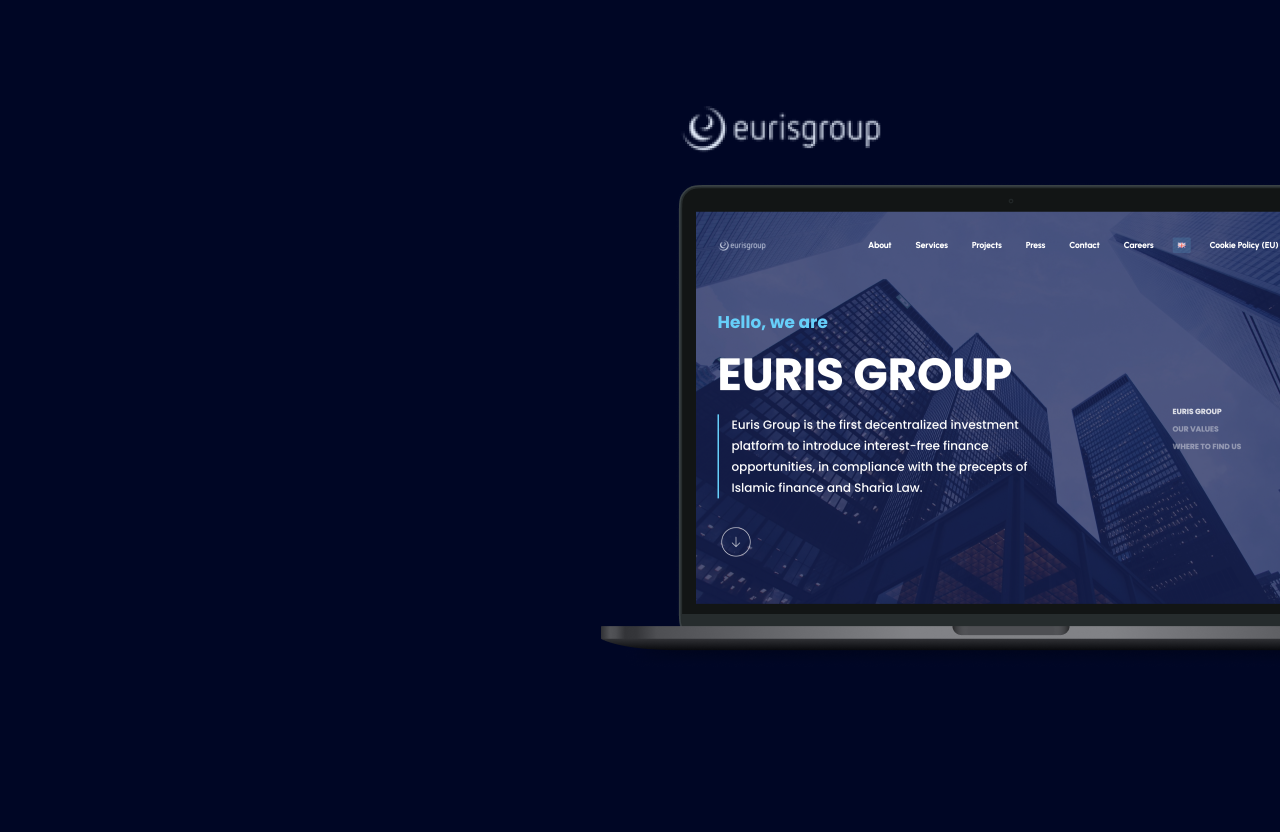 eurisgroup
eurisgroup
About Services Projects Press Contact Careers Cookie Policy (EU)
Hello, we are
EURIS GROUP
Euris Group is the first decentralized investment
platform to introduce interest-free finance
opportunities, in compliance with the precepts of
Islamic finance and Sharia Law.
EURIS GROUP
OUR VALUES
WHERE TO FIND US